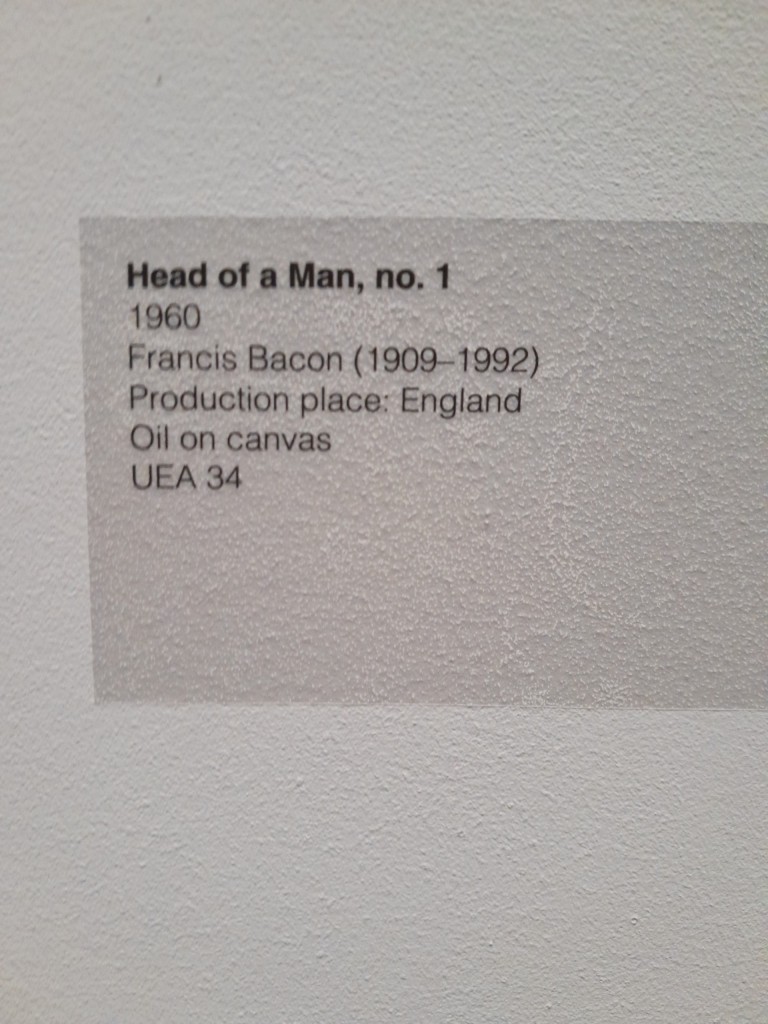 Head of a Man, no. 1
1960
Francis Bacon (1909–1992)
Production place: England
Oil on canvas
UEA 34